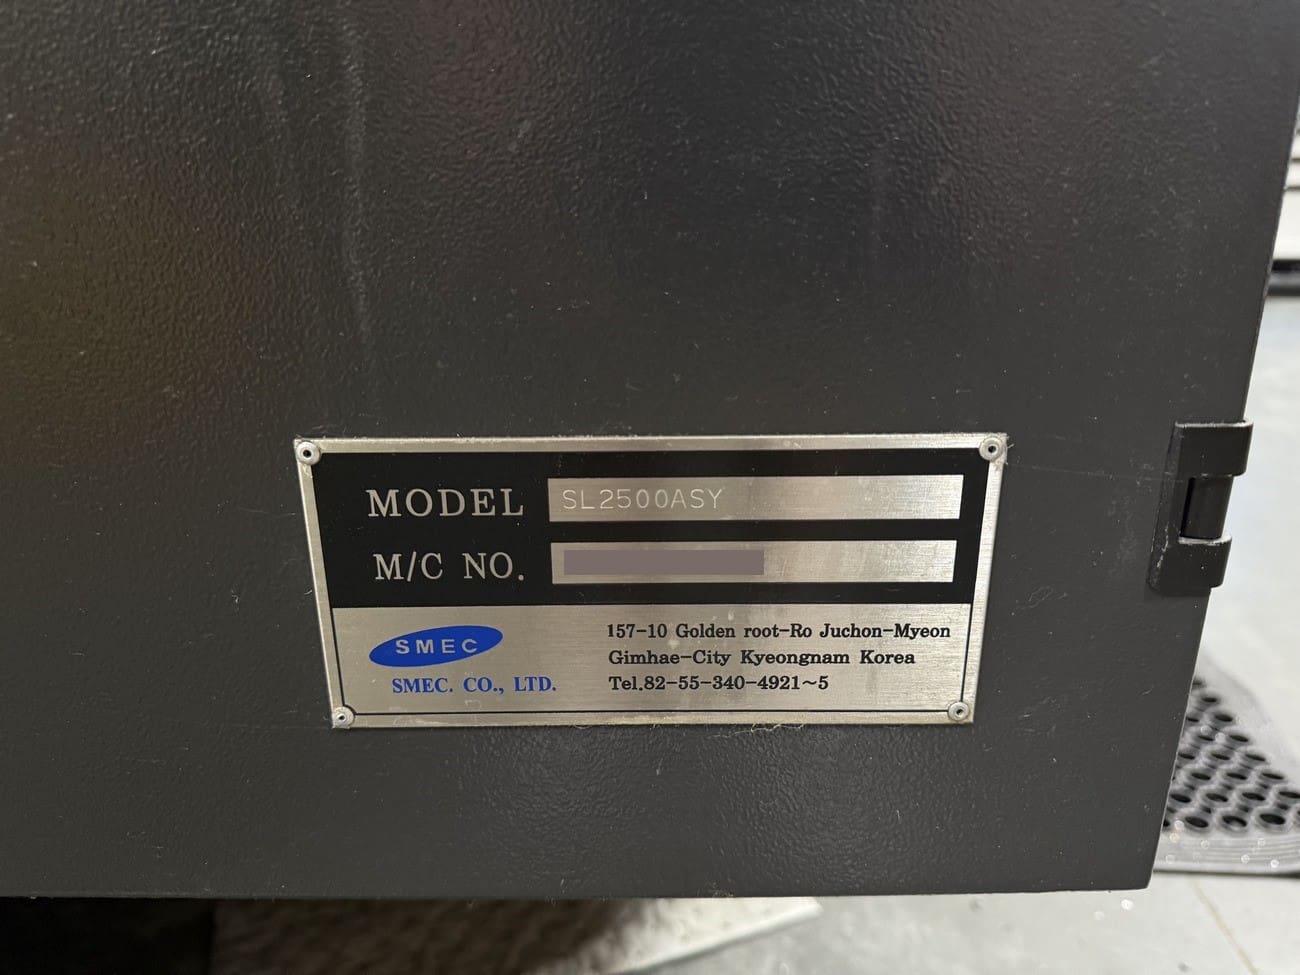 MODEL SL2500ASY
M/C NO.
SMEC
SMEC. CO., LTD.
157-10 Golden root-Ro Juchon-Myeon
Gimhae-City Kyeongnam Korea
Tel.82-55-340-4921~5